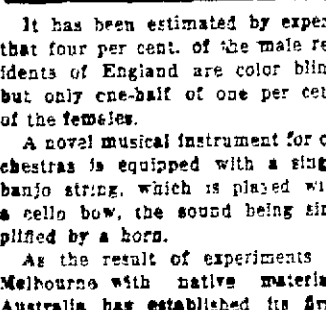 It has been estimated by expe
that four per cent. of the male re
idents of England are color blin
but only one-half of one per cen
of the females.
A novel musical instrument for o
chestras is equipped with a sing
banjo string, which is played wi
a cello bow, the sound being sim
plified by a horn.
As the result of experiments
Melbourne with native materia
Australia has established its fir